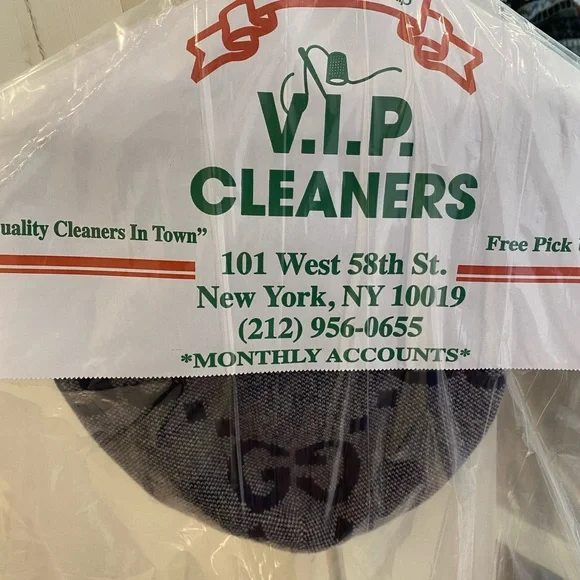 V.I.P.
CLEANERS
uality Cleaners In Town”
Free Pick
101 West 58th St.
New York, NY 10019
(212) 956-0655
*MONTHLY ACCOUNTS*
GG